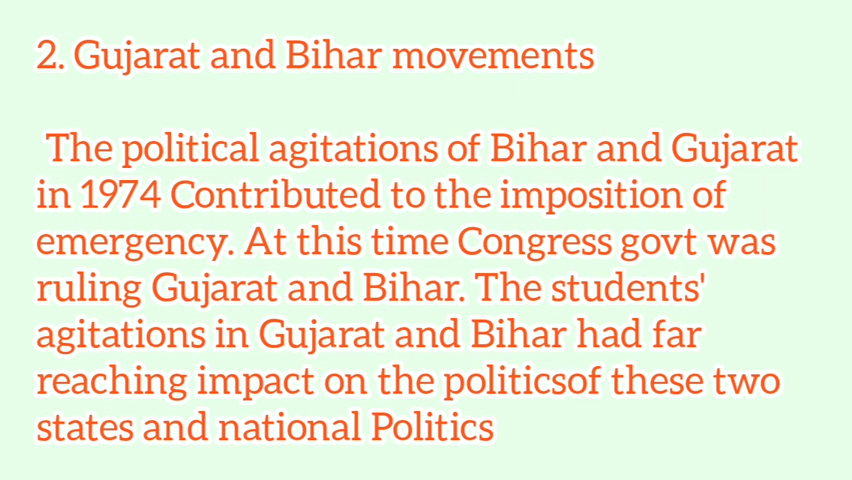 2. Gujarat and Bihar movements
The political agitations of Bihar and Gujarat
in 1974 Contributed to the imposition of
emergency. At this time Congress govt was
ruling Gujarat and Bihar. The students'
agitations in Gujarat and Bihar had far
reaching impact on the politicsof these two
states and national Politics